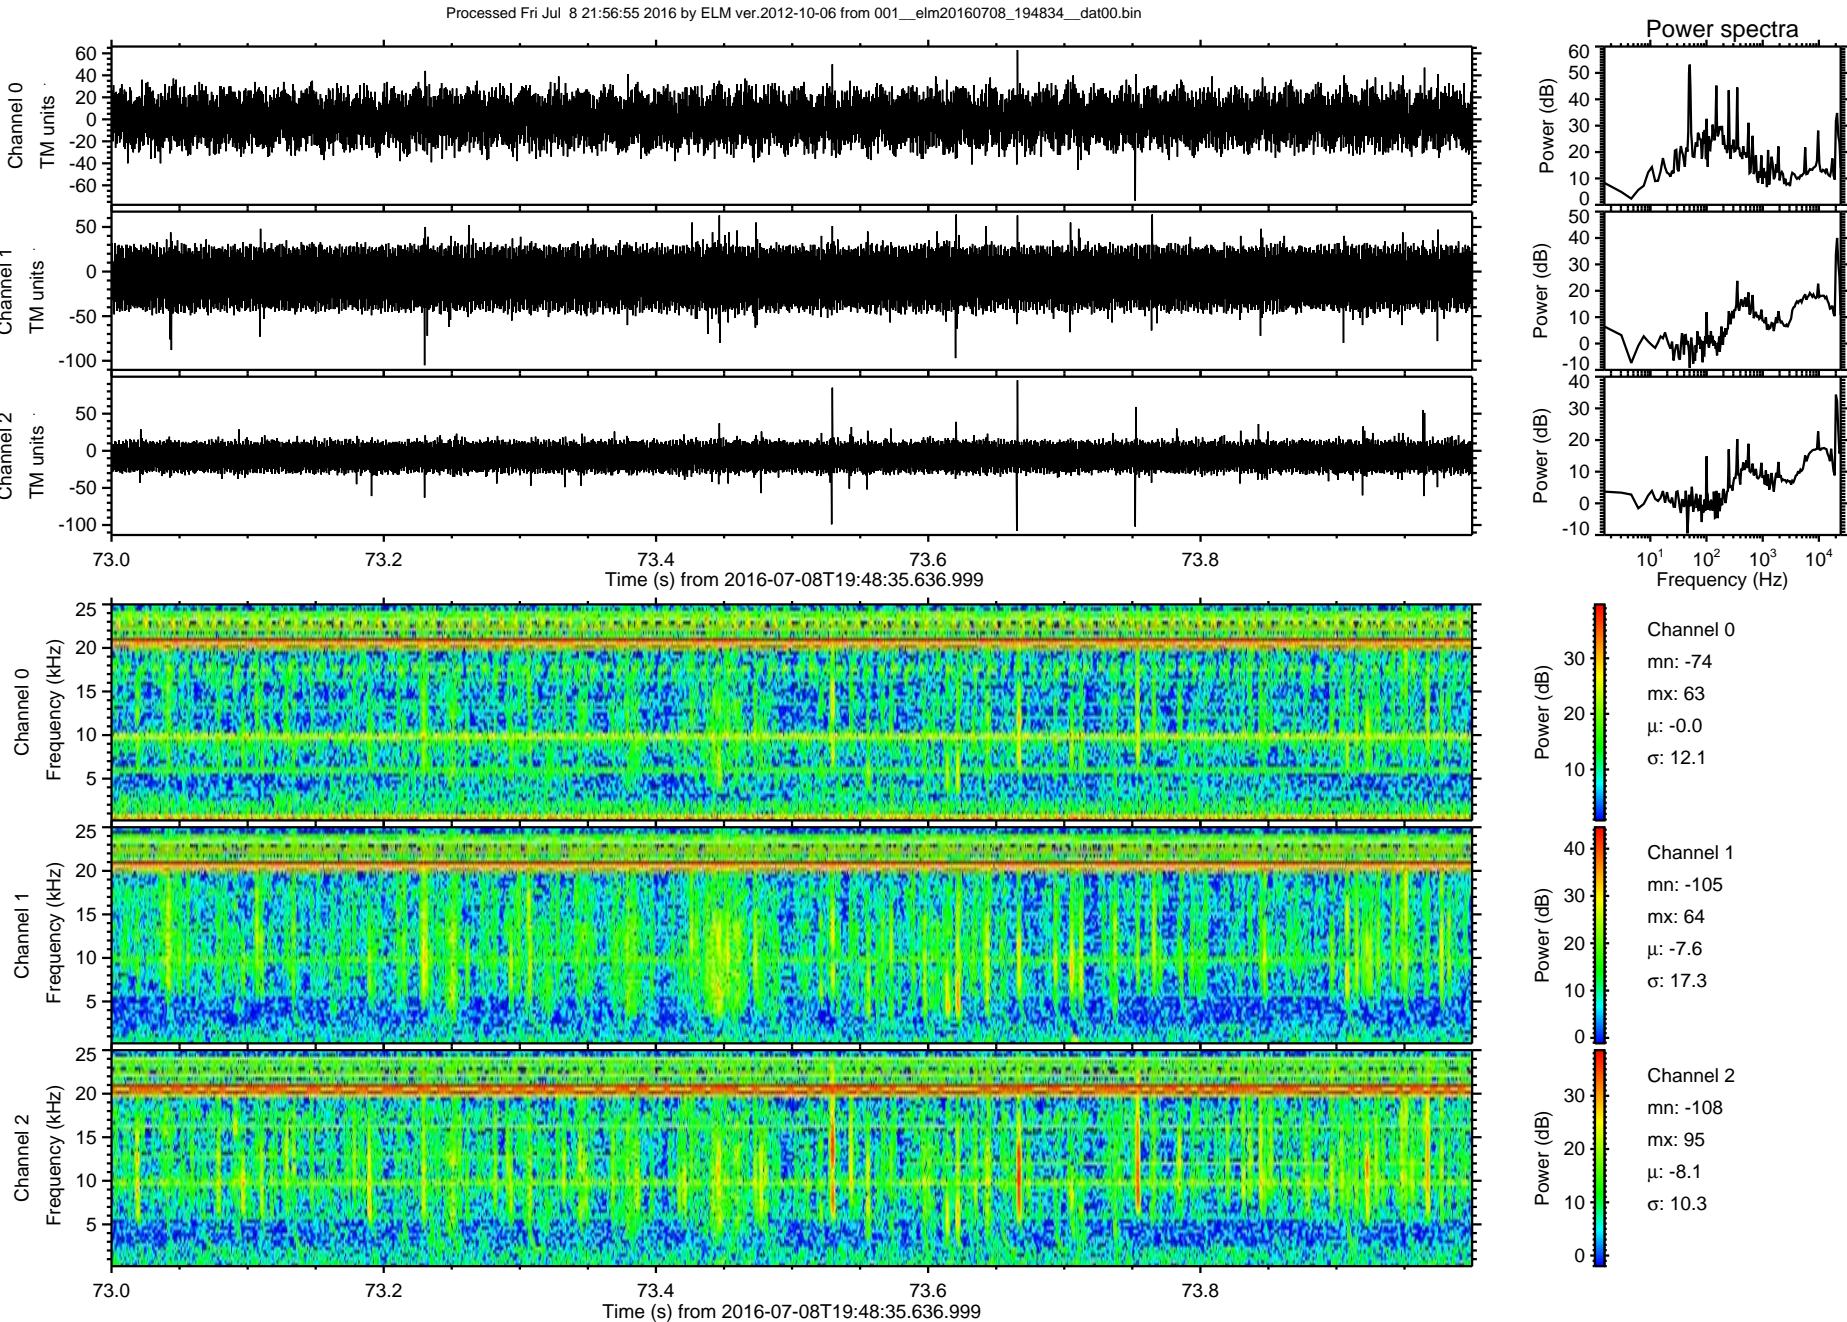 Processed Fri Jul 8 21:56:55 2016 by ELM ver.2012-10-06 from 001__elm20160708_194834__dat00.bin
Power spectra
Channel 0
TM units
60
40
20
0
-20
-40
-60
Power (dB)
60
50
40
30
20
10
0
Channel 1
TM units
50
0
-50
-100
Power (dB)
50
40
30
20
10
0
-10
Channel 2
TM units
50
0
-50
-100
Power (dB)
40
30
20
10
0
-10
73.0 73.2 73.4 73.6 73.8
Time (s) from 2016-07-08T19:48:35.636.999
10^1 10^2 10^3 10^4
Frequency (Hz)
Channel 0
Frequency (kHz)
25
20
15
10
5
Power (dB)
30
20
10
Channel 0
mn: -74
mx: 63
μ: -0.0
σ: 12.1
Channel 1
Frequency (kHz)
25
20
15
10
5
Power (dB)
40
30
20
10
0
Channel 1
mn: -105
mx: 64
μ: -7.6
σ: 17.3
Channel 2
Frequency (kHz)
25
20
15
10
5
Power (dB)
30
20
10
0
Channel 2
mn: -108
mx: 95
μ: -8.1
σ: 10.3
73.0 73.2 73.4 73.6 73.8
Time (s) from 2016-07-08T19:48:35.636.999